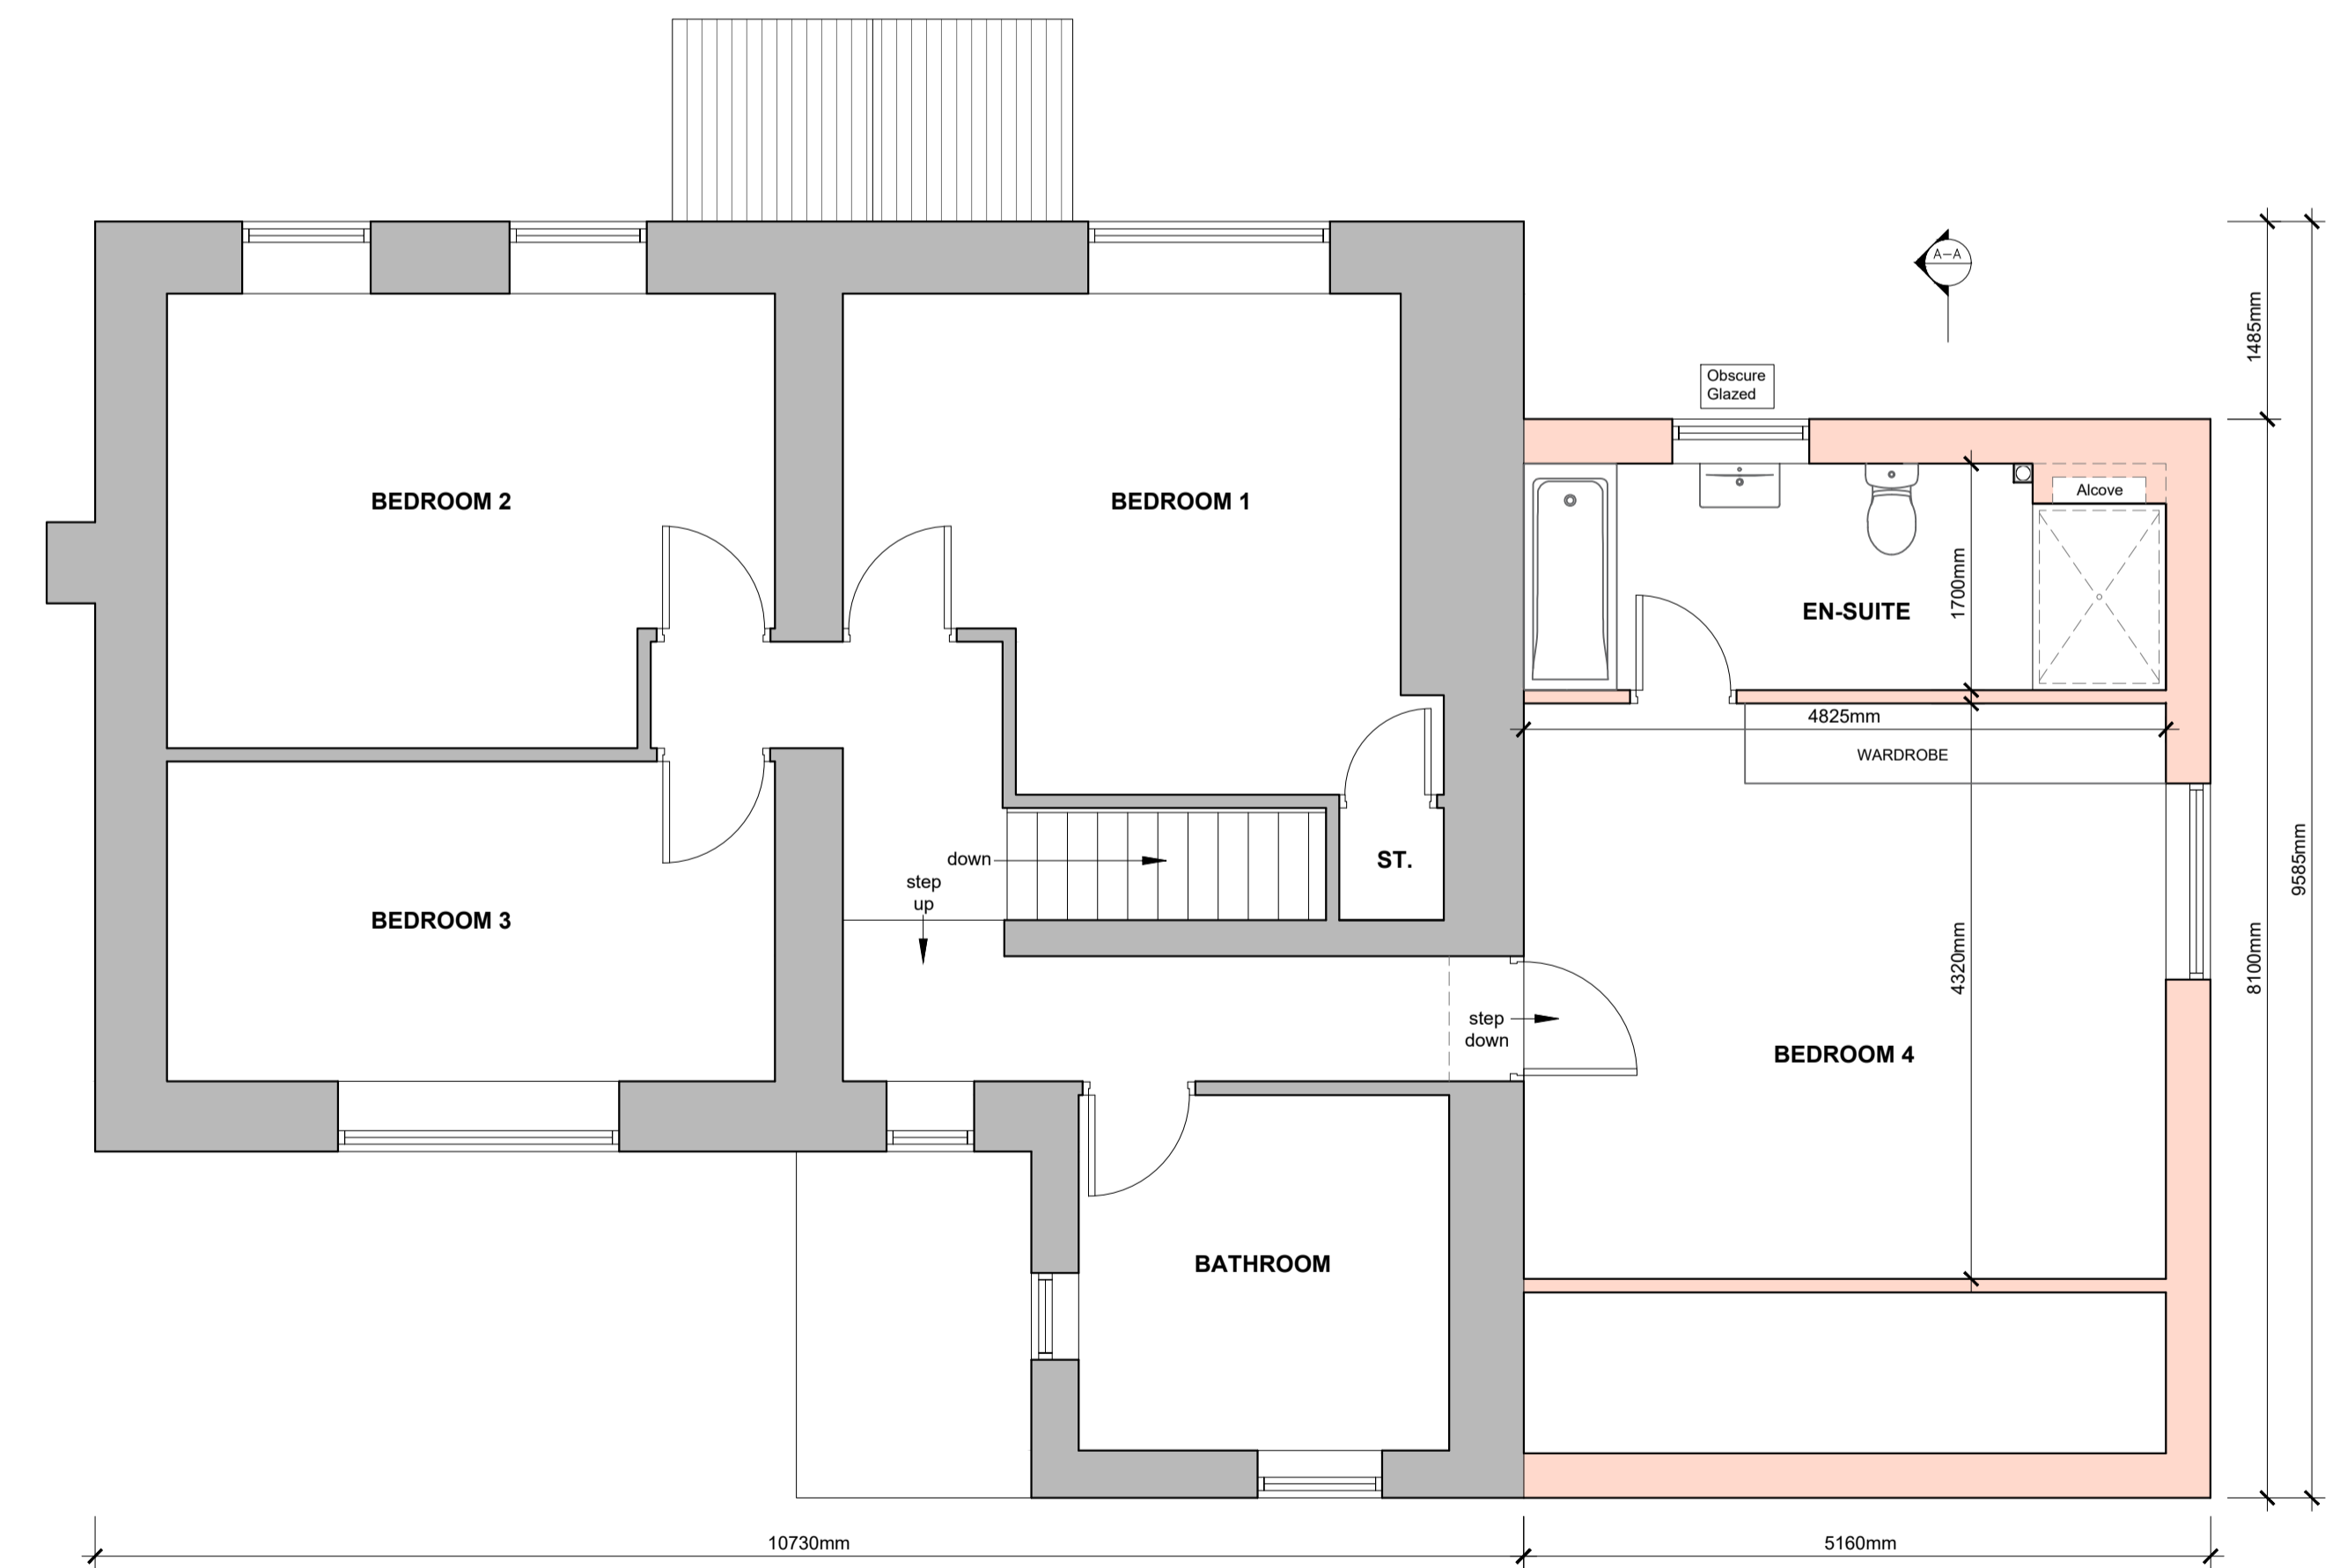 A-A
1485mm
Obscure
Glazed
Alcove
BEDROOM 2
BEDROOM 1
EN-SUITE
1700mm
4825mm
WARDROBE
down
step
up
ST.
BEDROOM 3
9585mm
8100mm
4320mm
step
down
BEDROOM 4
BATHROOM
10730mm
5160mm